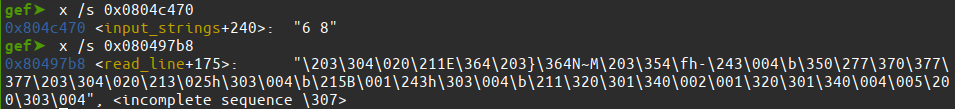 gef➤  x /s 0x0804c470
0x804c470 <input_strings+240>:  "6 8"
gef➤  x /s 0x080497b8
0x80497b8 <read_line+175>:      "\203\304\020\211E\364\203}\364N~M\203\354\fh-\243\004\b\350\277\370\377\
377\203\304\020\213\025h\303\004\b\215B\001\243h\303\004\b\211\320\301\340\002\001\320\301\340\004\005\20
0\303\004", <incomplete sequence \307>